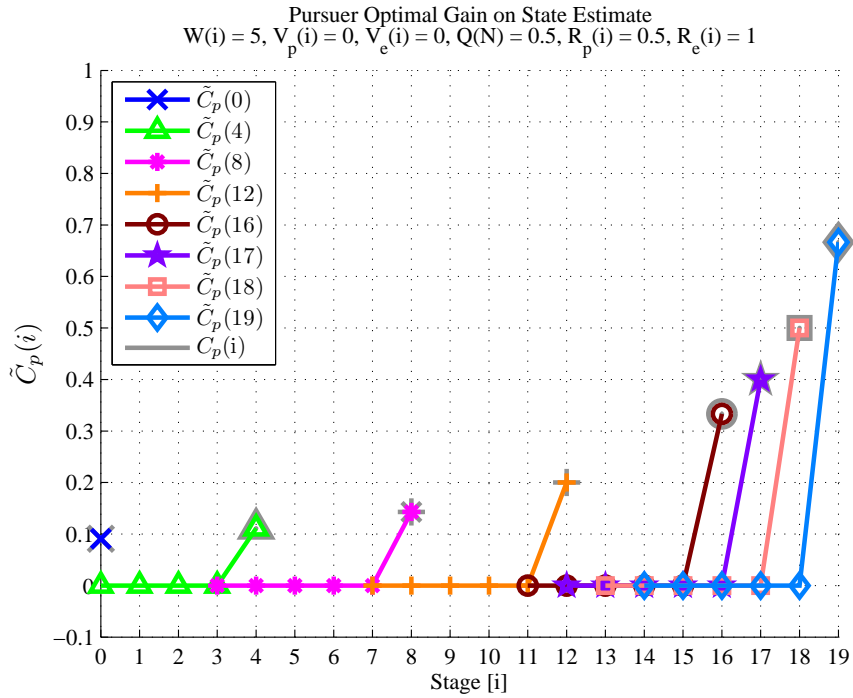 Pursuer Optimal Gain on State Estimate
W(i) = 5, V_p(i) = 0, V_e(i) = 0, Q(N) = 0.5, R_p(i) = 0.5, R_e(i) = 1
1
0.9
0.8
0.7
0.6
0.5
0.4
0.3
0.2
0.1
0
−0.1
C̃_p(i)
C̃_p(0)
C̃_p(4)
C̃_p(8)
C̃_p(12)
C̃_p(16)
C̃_p(17)
C̃_p(18)
C̃_p(19)
C_p(i)
0 1 2 3 4 5 6 7 8 9 10 11 12 13 14 15 16 17 18 19
Stage [i]